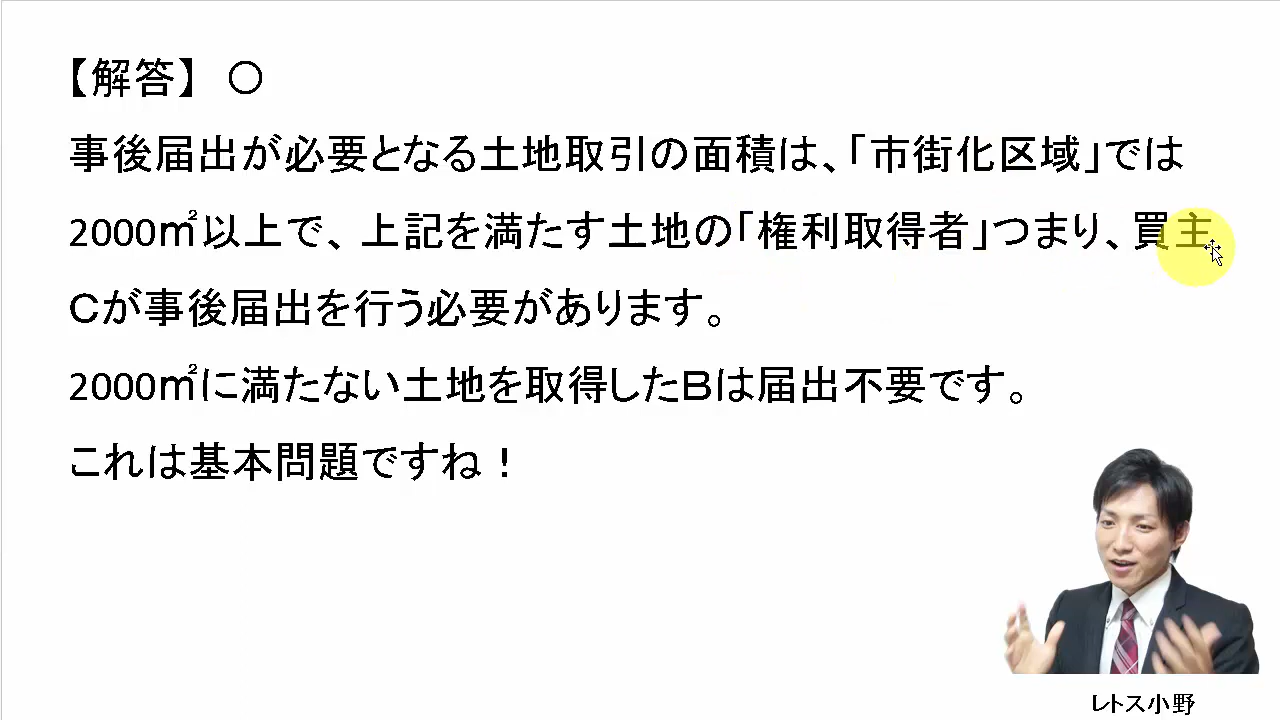 【解答】 〇
事後届出が必要となる土地取引の面積は、「市街化区域」では
2000㎡以上で、上記を満たす土地の「権利取得者」つまり、買主
Cが事後届出を行う必要があります。
2000㎡に満たない土地を取得したBは届出不要です。
これは基本問題ですね！
レトス小野